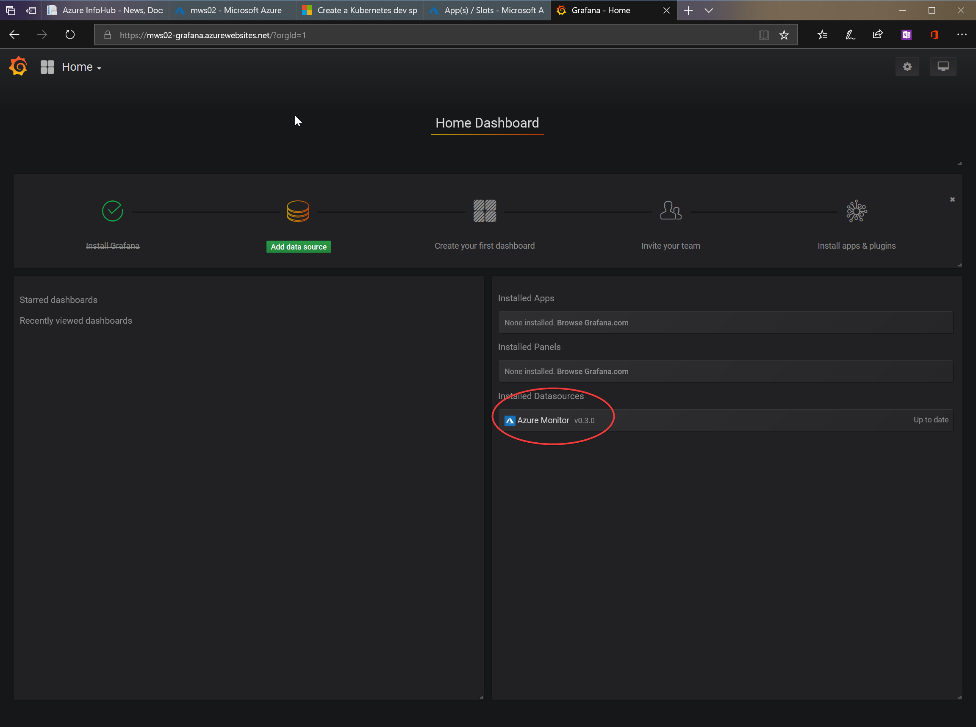 Azure InfoHub - News, Doc
mws02 - Microsoft Azure
Create a Kubernetes dev sp
App(s) / Slots - Microsoft A
Grafana - Home
https://mws02-grafana.azurewebsites.net/?orgId=1
Home
Home Dashboard
Install Grafana
Add data source
Create your first dashboard
Invite your team
Install apps & plugins
Starred dashboards
Recently viewed dashboards
Installed Apps
None installed. Browse Grafana.com
Installed Panels
None installed. Browse Grafana.com
Installed Datasources
Azure Monitor v0.3.0 Up to date